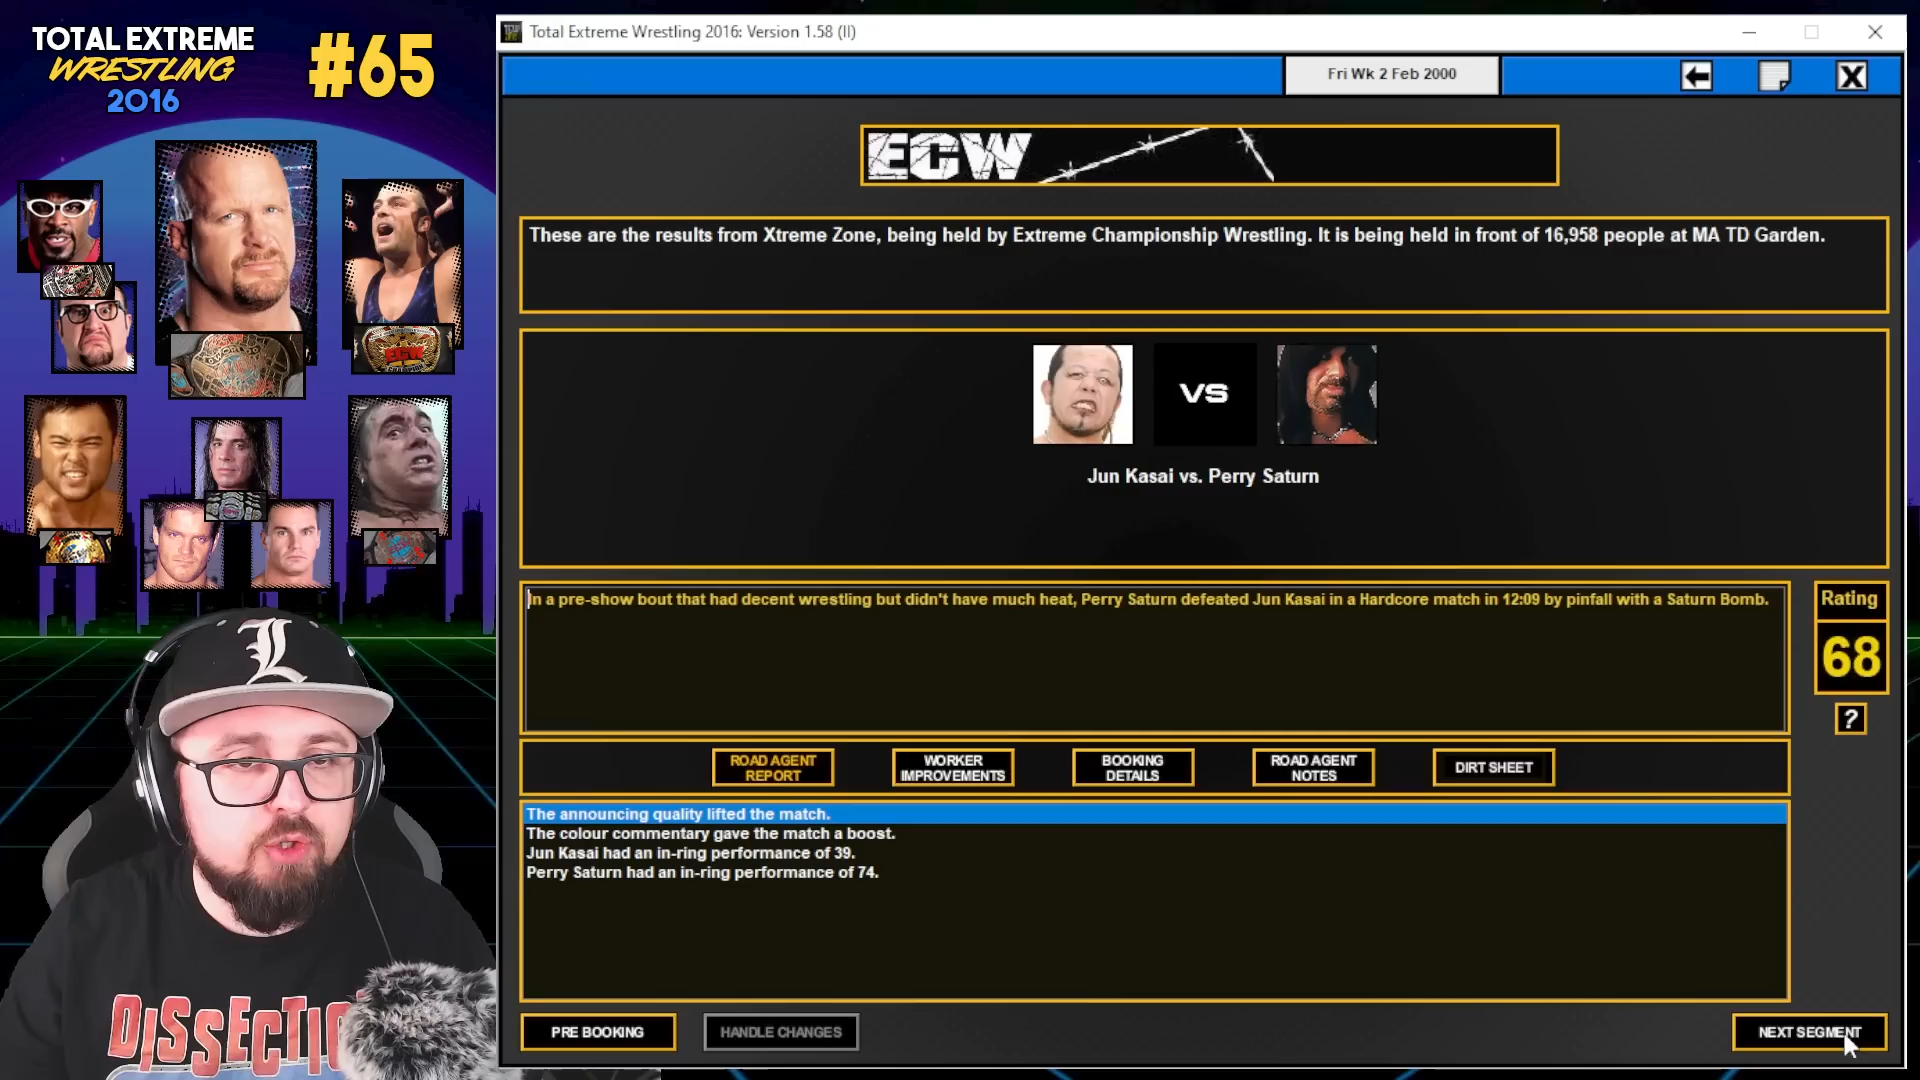 TOTAL EXTREME
WRESTLING
2016
#65
Total Extreme Wrestling 2016: Version 1.58 (II)
Fri Wk 2 Feb 2000
X
ECW
These are the results from Xtreme Zone, being held by Extreme Championship Wrestling. It is being held in front of 16,958 people at MA TD Garden.
VS
Jun Kasai vs. Perry Saturn
In a pre-show bout that had decent wrestling but didn't have much heat, Perry Saturn defeated Jun Kasai in a Hardcore match in 12:09 by pinfall with a Saturn Bomb.
Rating
68
?
ROAD AGENT REPORT
WORKER IMPROVEMENTS
BOOKING DETAILS
ROAD AGENT NOTES
DIRT SHEET
The announcing quality lifted the match.
The colour commentary gave the match a boost.
Jun Kasai had an in-ring performance of 39.
Perry Saturn had an in-ring performance of 74.
PRE BOOKING
HANDLE CHANGES
NEXT SEGMENT
L
DISSECTI